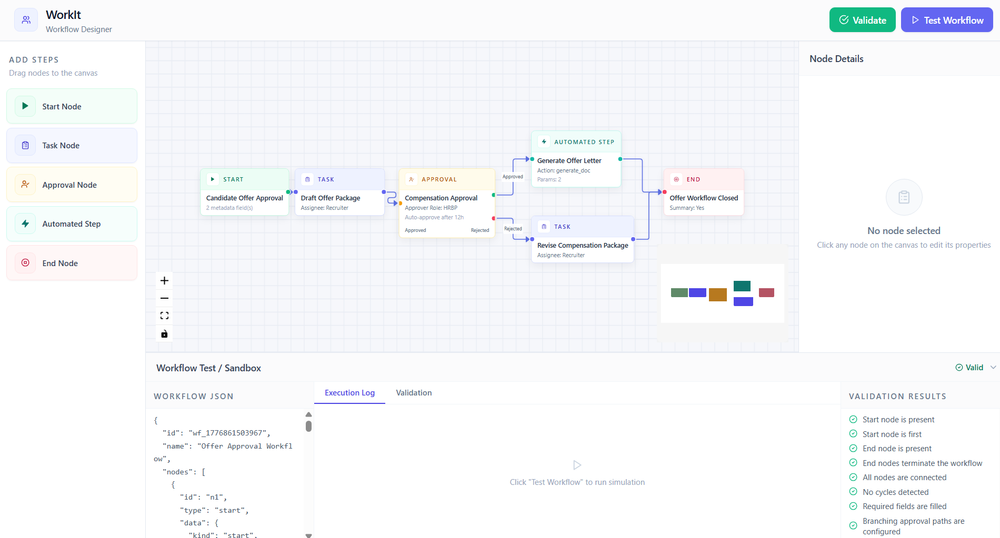 WorkIt
Workflow Designer
Validate
Test Workflow
ADD STEPS
Drag nodes to the canvas
Start Node
Task Node
Approval Node
Automated Step
End Node
START
Candidate Offer Approval
2 metadata field(s)
TASK
Draft Offer Package
Assignee: Recruiter
APPROVAL
Compensation Approval
Approver Role: HRBP
Auto-approve after 12h
Approved
Rejected
Approved
Rejected
AUTOMATED STEP
Generate Offer Letter
Action: generate_doc
Params: 2
TASK
Revise Compensation Package
Assignee: Recruiter
END
Offer Workflow Closed
Summary: Yes
Node Details
No node selected
Click any node on the canvas to edit its properties
Workflow Test / Sandbox
Valid
WORKFLOW JSON
{
"id": "wf_1776861503967",
"name": "Offer Approval Workfl
ow",
"nodes": [
{
"id": "n1",
"type": "start",
"data": {
"kind": "start",
Execution Log
Validation
Click "Test Workflow" to run simulation
VALIDATION RESULTS
Start node is present
Start node is first
End node is present
End nodes terminate the workflow
All nodes are connected
No cycles detected
Required fields are filled
Branching approval paths are
configured